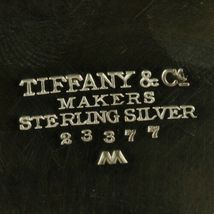 TIFFANY & Co.
MAKERS
STERLING SILVER
23377
M